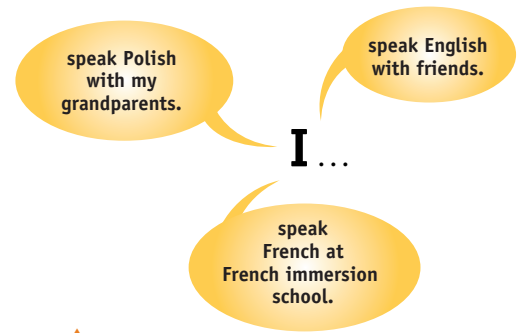 speak Polish
with my
grandparents.
speak English
with friends.
I ...
speak
French at
French immersion
school.